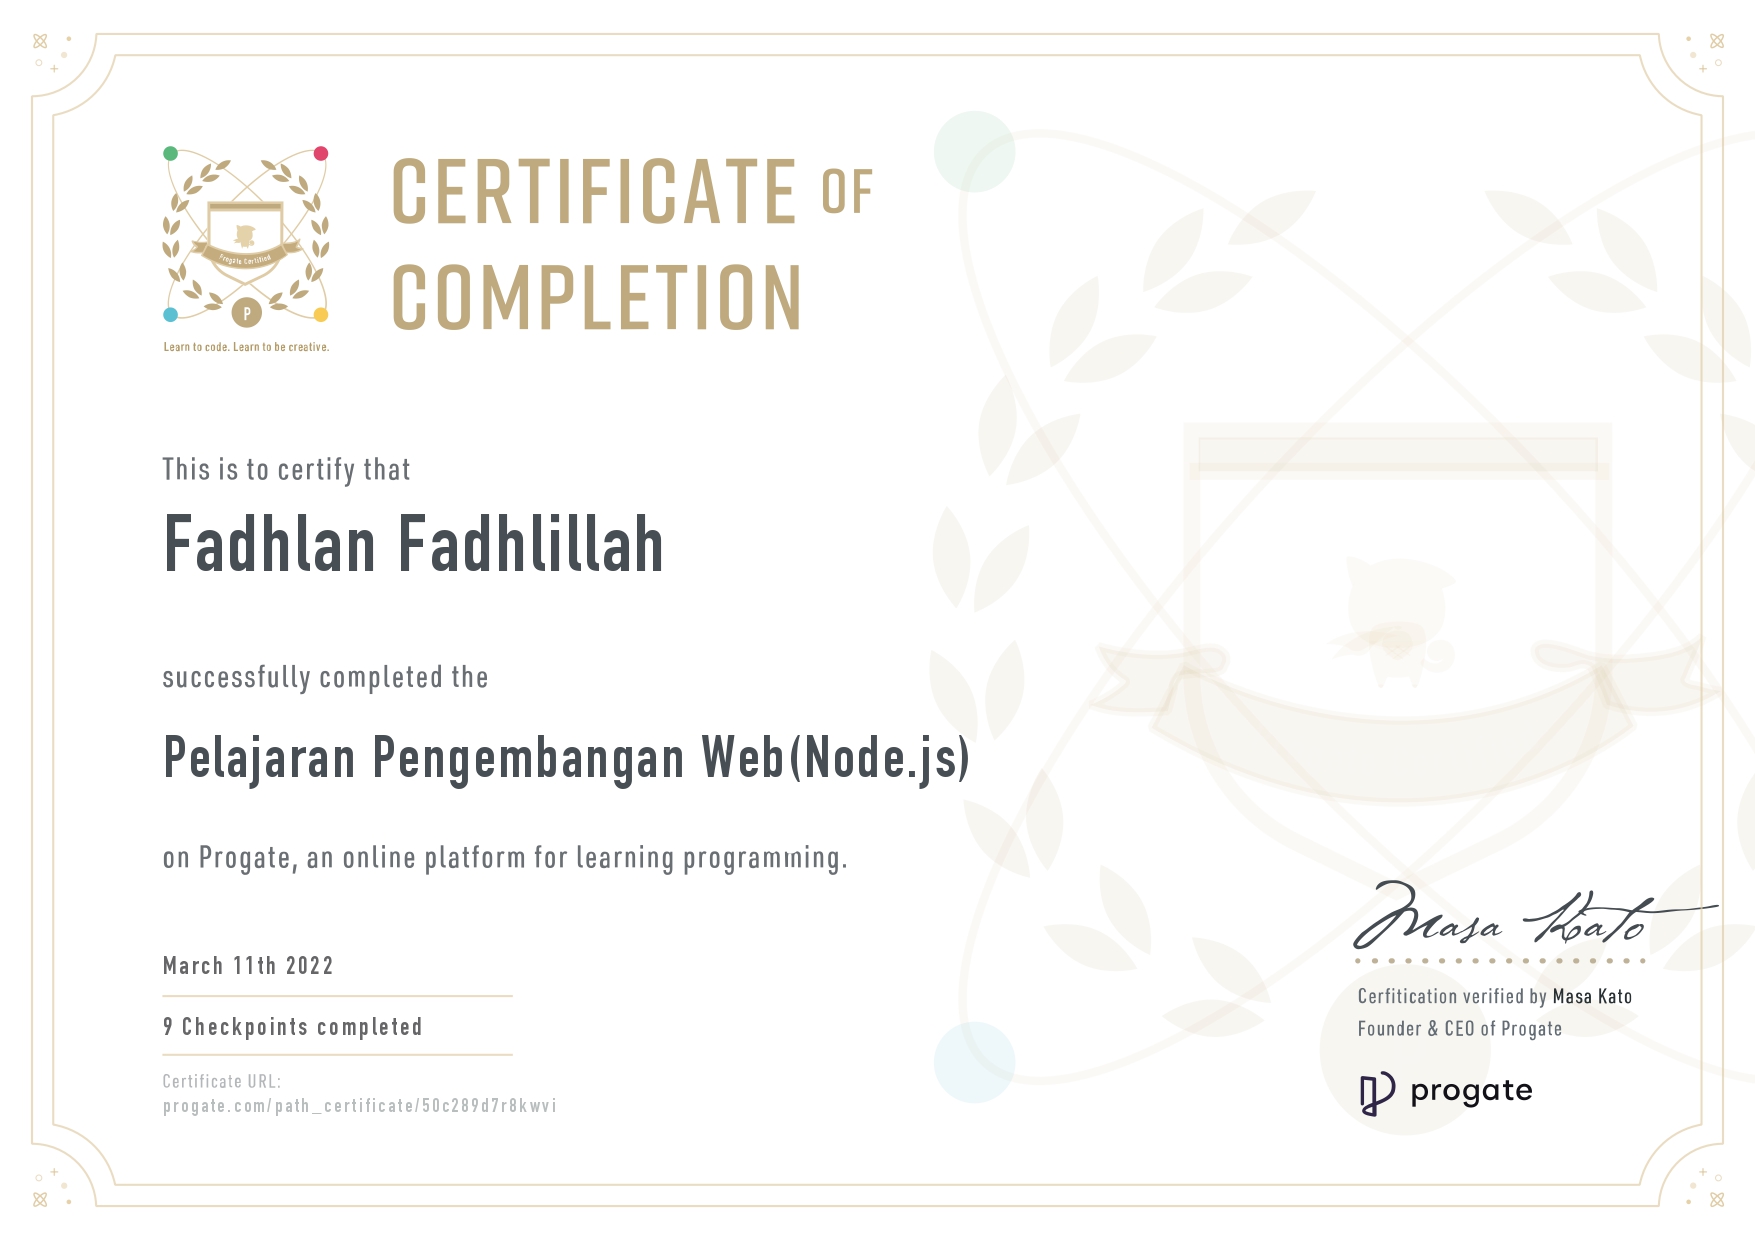 CERTIFICATE OF
COMPLETION
Progate Certified
P
Learn to code. Learn to be creative.
This is to certify that
Fadhlan Fadhlillah
successfully completed the
Pelajaran Pengembangan Web(Node.js)
on Progate, an online platform for learning programming.
March 11th 2022
9 Checkpoints completed
Certificate URL:
progate.com/path_certificate/50c289d7r8kwvi
Masa Kato
Cerfitication verified by Masa Kato
Founder & CEO of Progate
progate